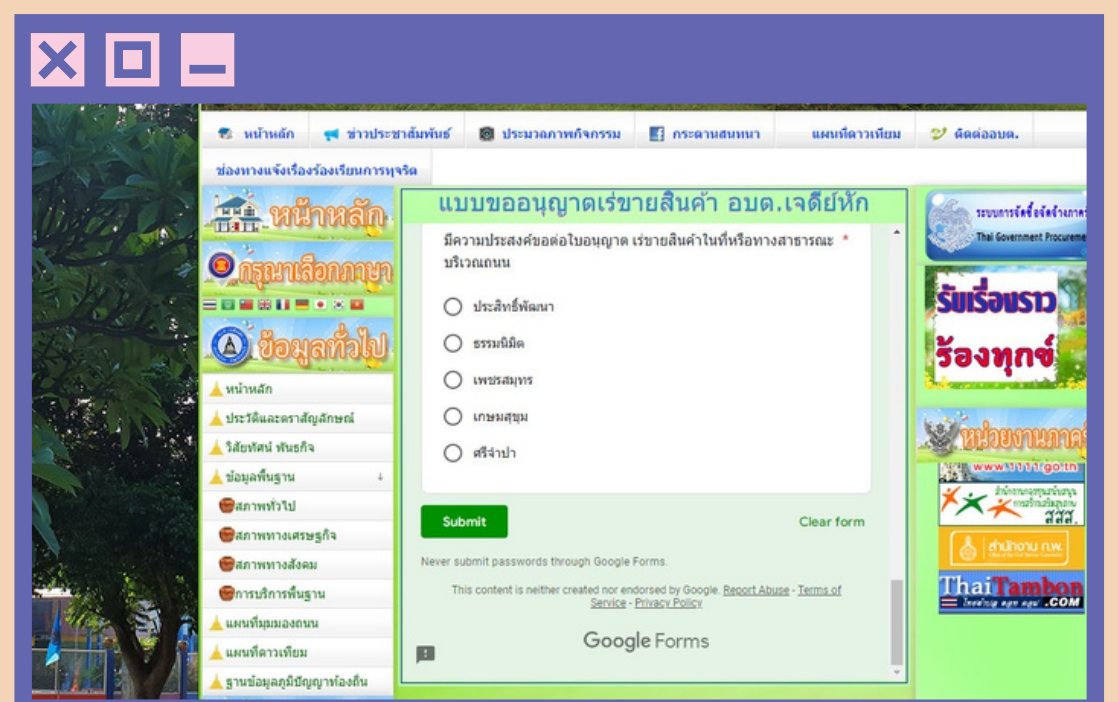 หน้าหลัก
ข่าวประชาสัมพันธ์
ประมวลภาพกิจกรรม
กระดานสนทนา
แผนที่ดาวเทียม
ติดต่ออบต.
ช่องทางแจ้งเรื่องร้องเรียนการทุจริต
หน้าหลัก
กรุณาเลือกภาษา
ข้อมูลทั่วไป
หน้าหลัก
ประวัติและตราสัญลักษณ์
วิสัยทัศน์ พันธกิจ
ข้อมูลพื้นฐาน
สภาพทั่วไป
สภาพทางเศรษฐกิจ
สภาพทางสังคม
การบริการพื้นฐาน
แผนที่มุมมองถนน
แผนที่ดาวเทียม
ฐานข้อมูลภูมิปัญญาท้องถิ่น
แบบขออนุญาตเร่ขายสินค้า อบต.เจดีย์หัก
มีความประสงค์ขอต่อใบอนุญาต เร่ขายสินค้าในที่หรือทางสาธารณะ *
บริเวณถนน
ประสิทธิ์พัฒนา
ธรรมนิมิต
เพชรสมุทร
เกษมสุขุม
ศรีจำปา
Submit
Clear form
Never submit passwords through Google Forms.
This content is neither created nor endorsed by Google. Report Abuse - Terms of
Service - Privacy Policy
Google Forms
ระบบการจัดซื้อจัดจ้างภาคร
Thai Government Procureme
รับเรื่องราว
ร้องทุกข์
หน่วยงานภาค
www.1111.go.th
สสส.
สำนักงาน ก.พ.
ThaiTambon
.COM